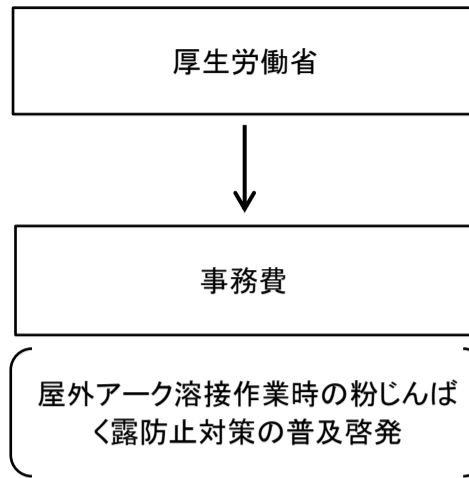 厚生労働省
事務費
屋外アーク溶接作業時の粉じんば
く露防止対策の普及啓発